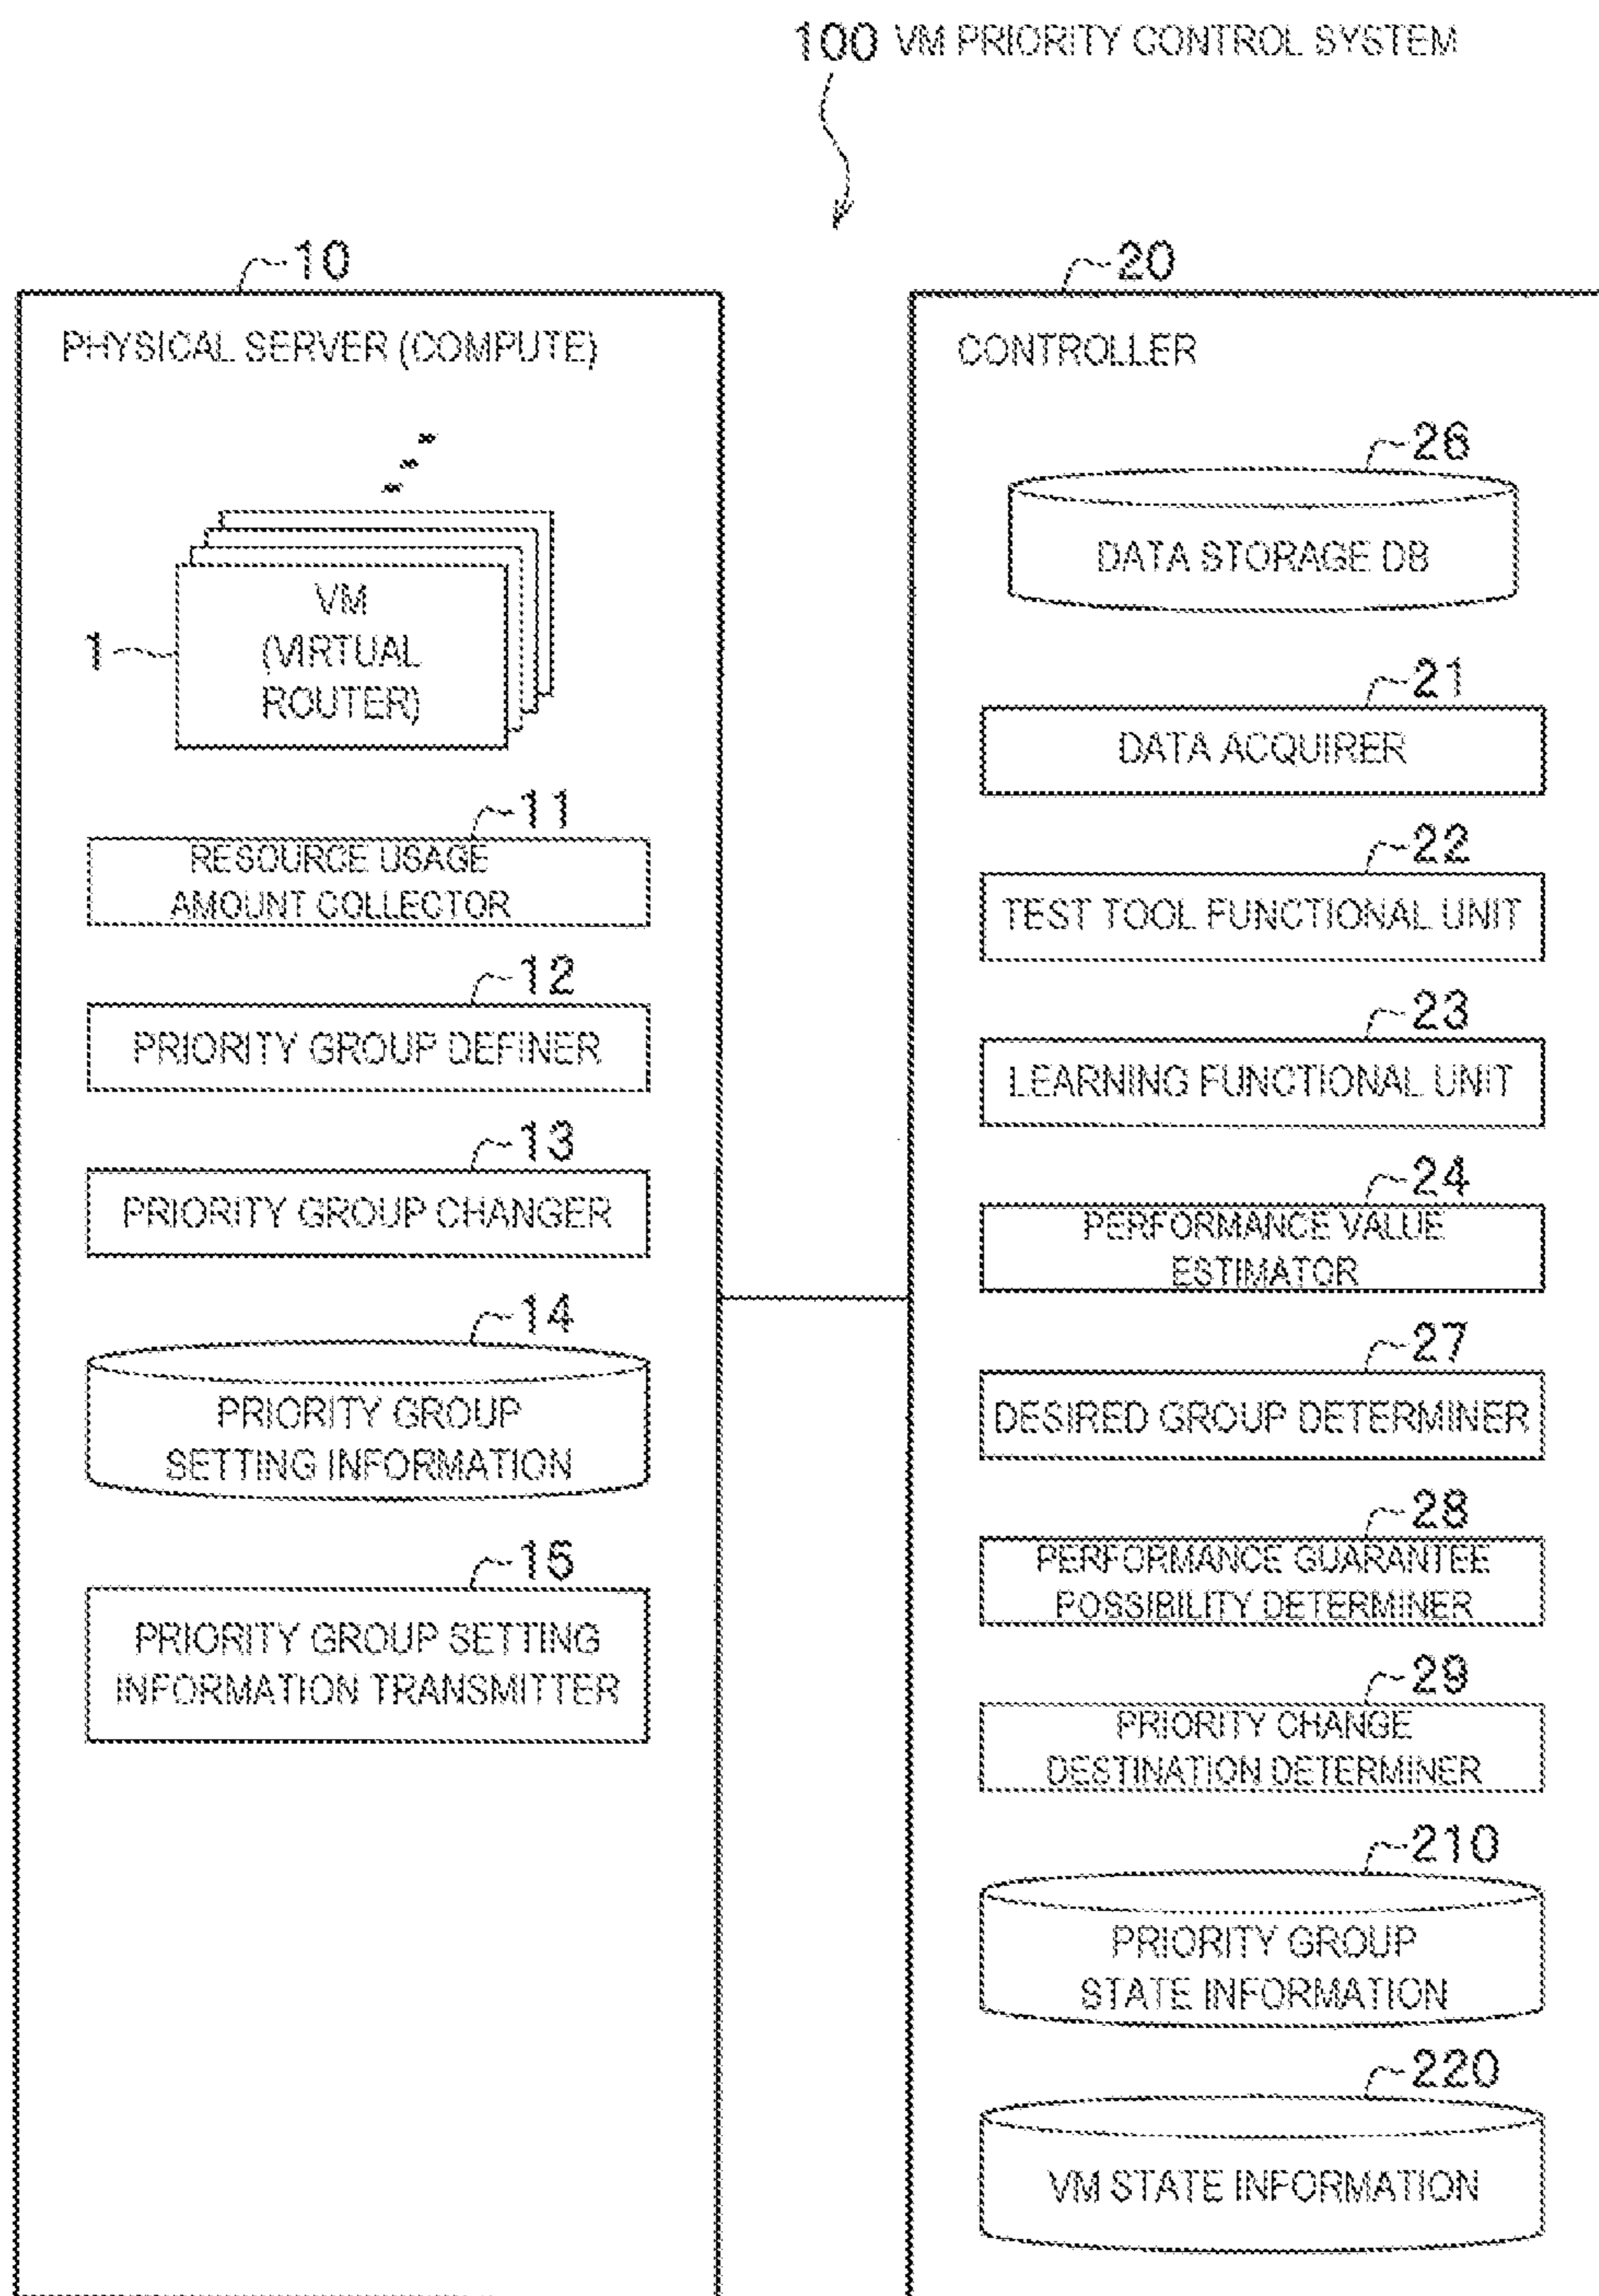 100 VM PRIORITY CONTROL SYSTEM
10
PHYSICAL SERVER (COMPUTE)
VM
(VIRTUAL
ROUTER)
1
11
RESOURCE USAGE
AMOUNT COLLECTOR
12
PRIORITY GROUP DEFINER
13
PRIORITY GROUP CHANGER
14
PRIORITY GROUP
SETTING INFORMATION
15
PRIORITY GROUP SETTING
INFORMATION TRANSMITTER
20
CONTROLLER
26
DATA STORAGE DB
21
DATA ACQUIRER
22
TEST TOOL FUNCTIONAL UNIT
23
LEARNING FUNCTIONAL UNIT
24
PERFORMANCE VALUE
ESTIMATOR
27
DESIRED GROUP DETERMINER
28
PERFORMANCE GUARANTEE
POSSIBILITY DETERMINER
29
PRIORITY CHANGE
DESTINATION DETERMINER
210
PRIORITY GROUP
STATE INFORMATION
220
VM STATE INFORMATION